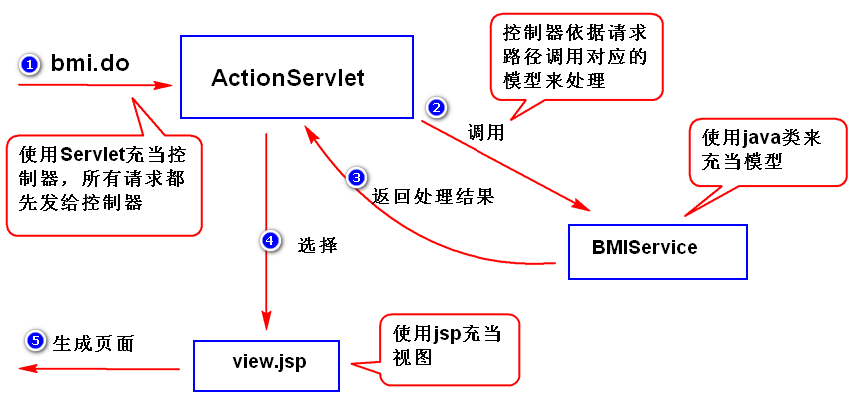 1 bmi.do
ActionServlet
控制器依据请求
路径调用对应的
模型来处理
2
调用
使用Servlet充当控
制器，所有请求都
先发给控制器
使用java类来
充当模型
3 返回处理结果
4 选择
BMIService
5 生成页面
view.jsp
使用jsp充当
视图